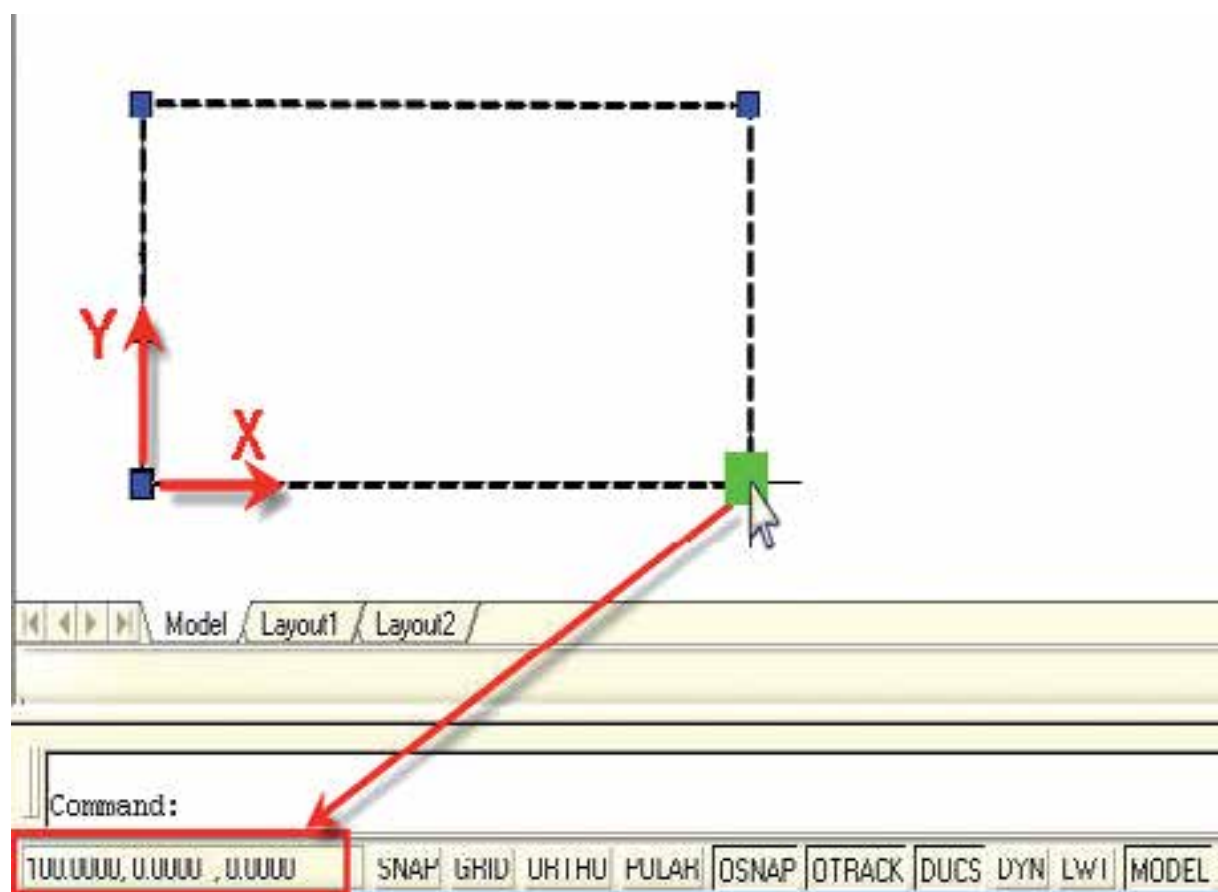 Y
X
Model Layout1 Layout2
Command:
100.0000, 0.0000 , 0.0000 SNAP GRID ORTHO POLAR OSNAP OTRACK DUCS DYN LWT MODEL